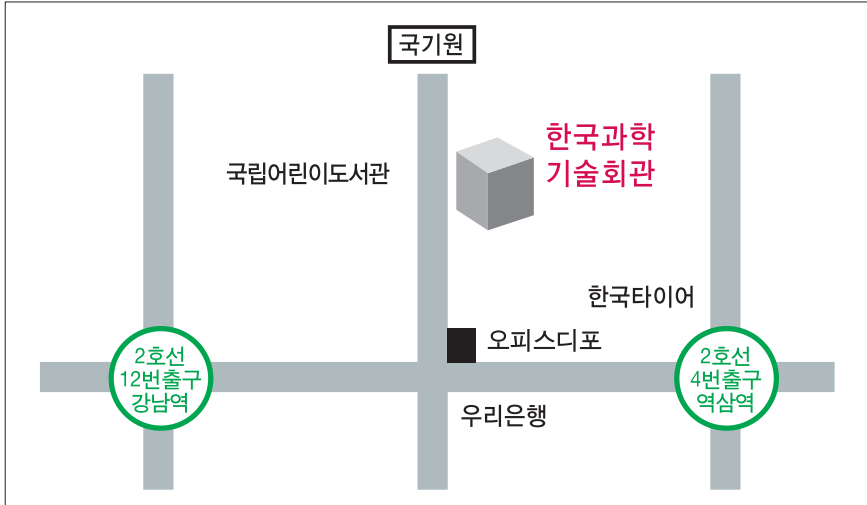 국기원
한국과학
기술회관
국립어린이도서관
한국타이어
오피스디포
2호선
12번출구
강남역
2호선
4번출구
역삼역
우리은행